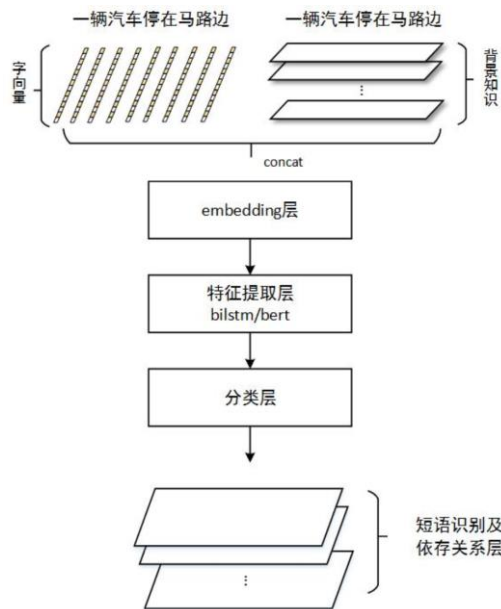 一辆汽车停在马路边
一辆汽车停在马路边
字向量
背景知识
⋮
concat
embedding层
特征提取层
bilstm/bert
分类层
短语识别及
依存关系层
⋮